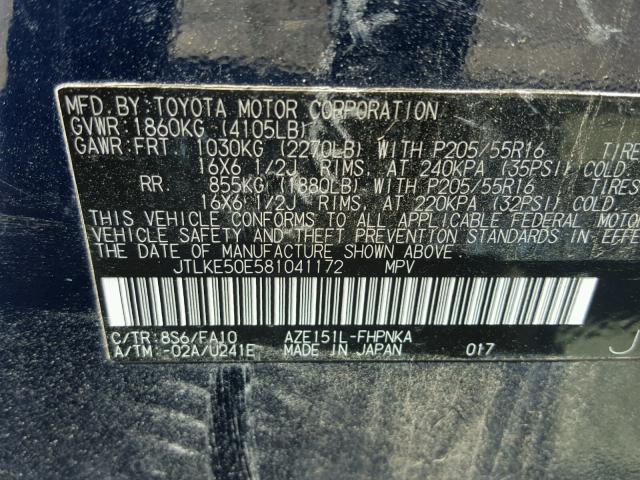 MFD. BY: TOYOTA MOTOR CORPORATION
GVWR: 1860KG (4105LB)
GAWR: FRT. 1030KG (2270LB) WITH P205/55R16 TIRE
16X6 1/2J RIMS, AT 240KPA (35PSI) COLD
RR. 855KG (1880LB) WITH P205/55R16 TIRES
16X6 1/2J RIMS, AT 220KPA (32PSI) COLD.
THIS VEHICLE CONFORMS TO ALL APPLICABLE FEDERAL MOTOR
VEHICLE SAFETY AND THEFT PREVENTION STANDARDS IN EFFE
THE DATE OF MANUFACTURE SHOWN ABOVE.
JTLKE50E581041172 MPV
C/TR: 8S6/FA10 AZE151L-FHPNKA
A/TM: -02A/U241E MADE IN JAPAN 017
J